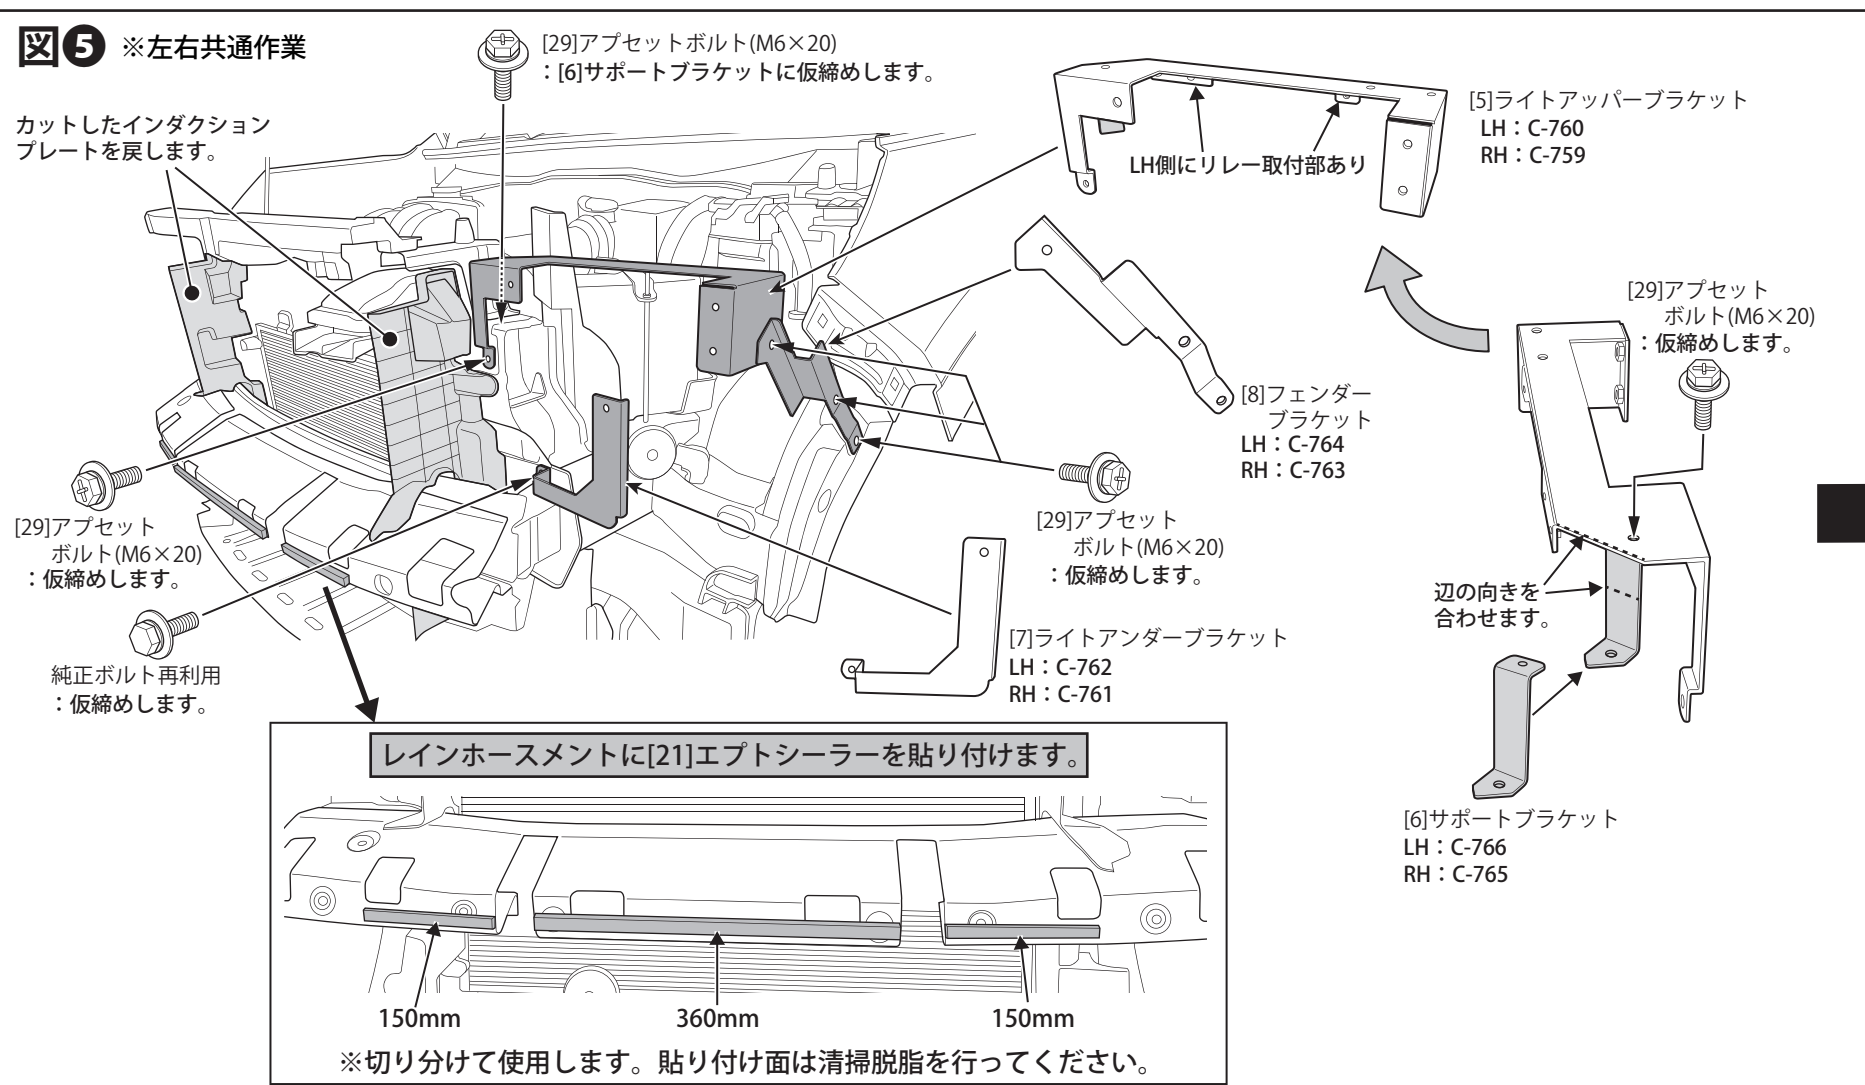 図❺ ※左右共通作業
[29]アプセットボルト(M6×20)
：[6]サポートブラケットに仮締めします。
カットしたインダクション
プレートを戻します。
[5]ライトアッパーブラケット
LH：C-760
RH：C-759
LH側にリレー取付部あり
[29]アプセット
ボルト(M6×20)
：仮締めします。
[8]フェンダー
ブラケット
LH：C-764
RH：C-763
[29]アプセット
ボルト(M6×20)
：仮締めします。
[29]アプセット
ボルト(M6×20)
：仮締めします。
辺の向きを
合わせます。
[7]ライトアンダーブラケット
LH：C-762
RH：C-761
純正ボルト再利用
：仮締めします。
レインホースメントに[21]エプトシーラーを貼り付けます。
[6]サポートブラケット
LH：C-766
RH：C-765
150mm
360mm
150mm
※切り分けて使用します。貼り付け面は清掃脱脂を行ってください。